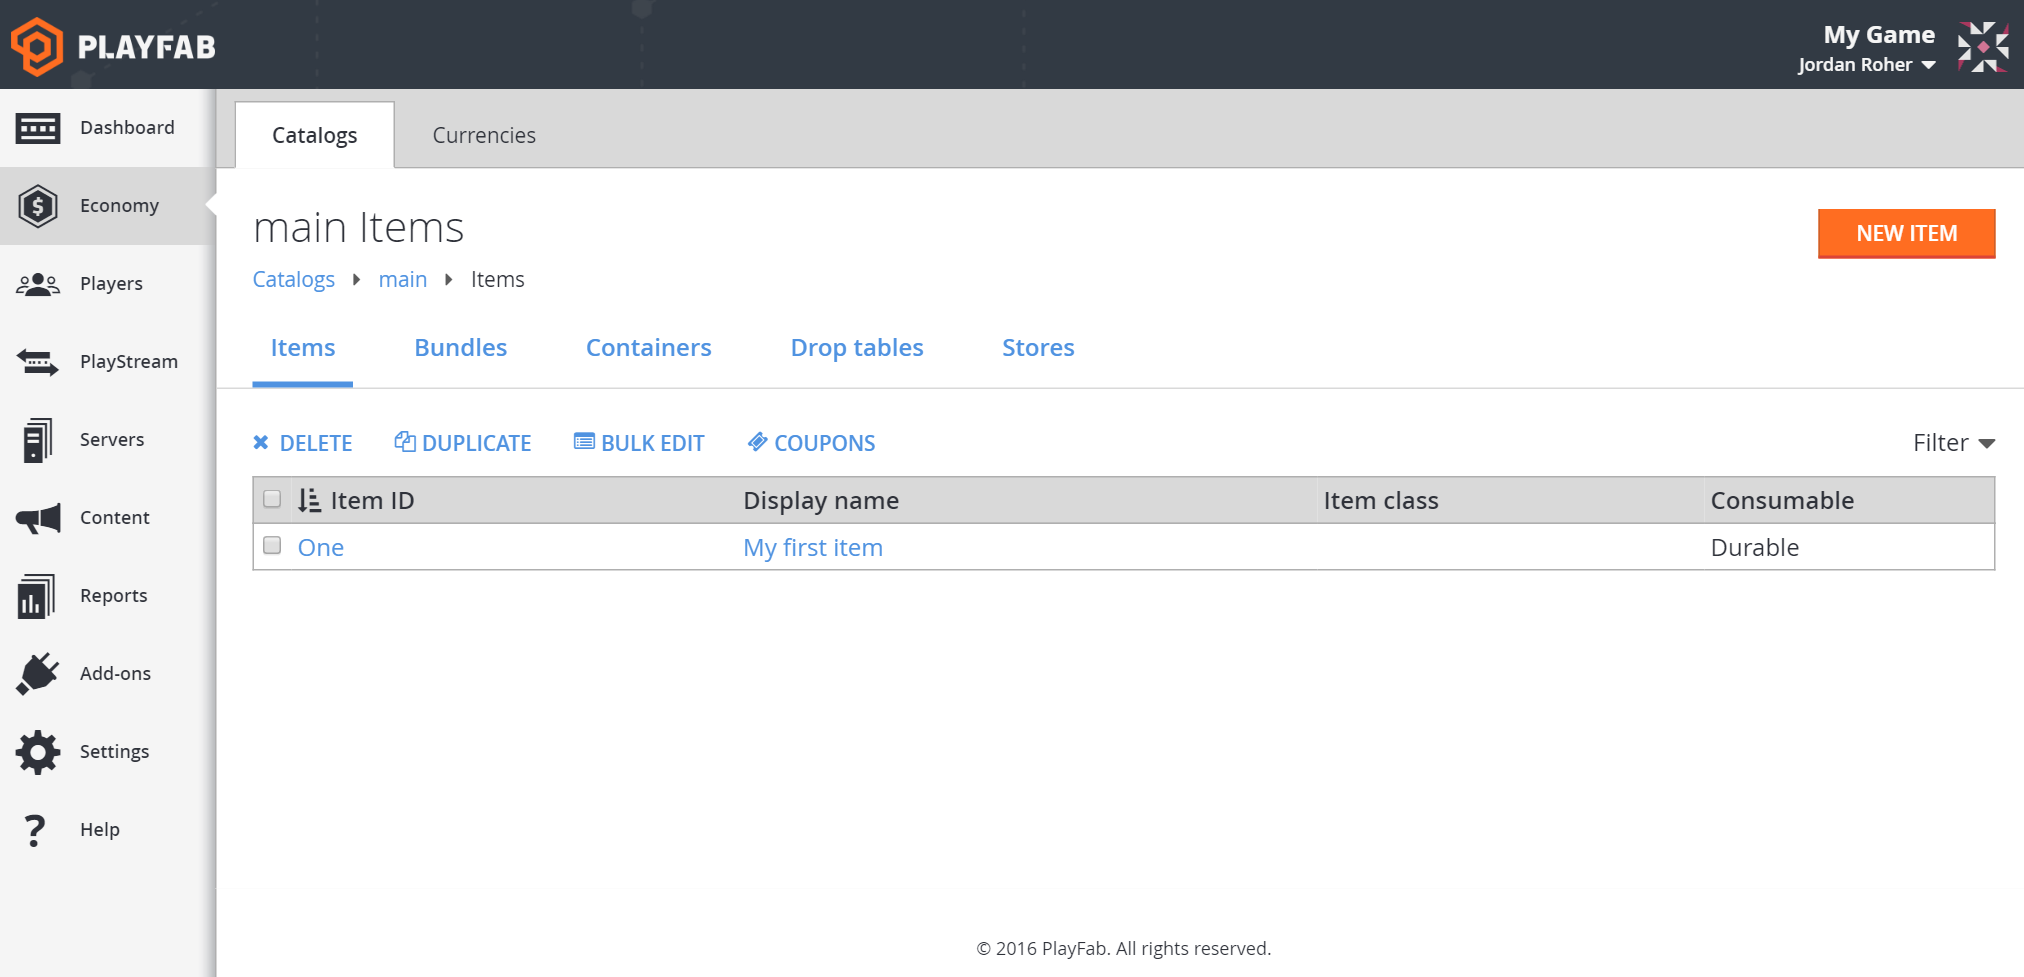 PLAYFAB
My Game
Jordan Roher
Dashboard
Economy
Players
PlayStream
Servers
Content
Reports
Add-ons
Settings
Help
Catalogs Currencies
main Items
NEW ITEM
Catalogs main Items
Items Bundles Containers Drop tables Stores
DELETE DUPLICATE BULK EDIT COUPONS Filter
Item ID Display name Item class Consumable
One My first item Durable
© 2016 PlayFab. All rights reserved.